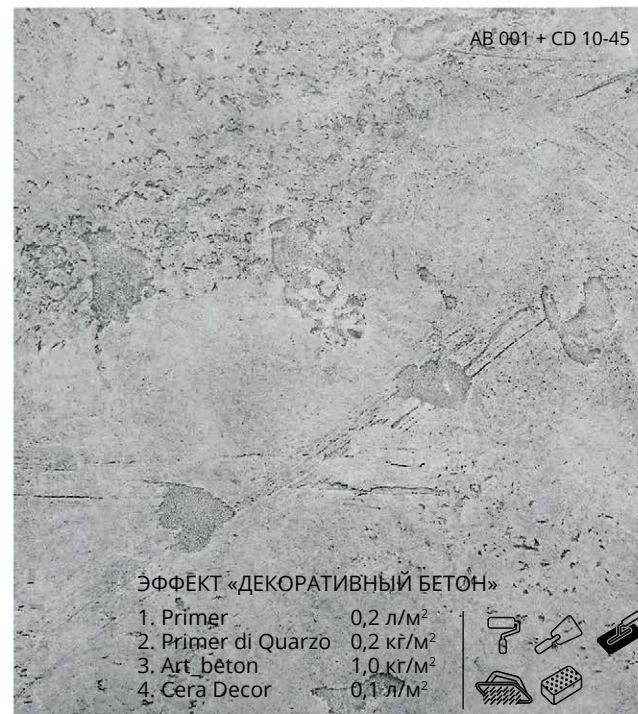 AB 001 + CD 10-45
ЭФФЕКТ «ДЕКОРАТИВНЫЙ БЕТОН»
1. Primer 0,2 л/м²
2. Primer di Quarzo 0,2 кг/м²
3. Art_beton 1,0 кг/м²
4. Cera Decor 0,1 л/м²